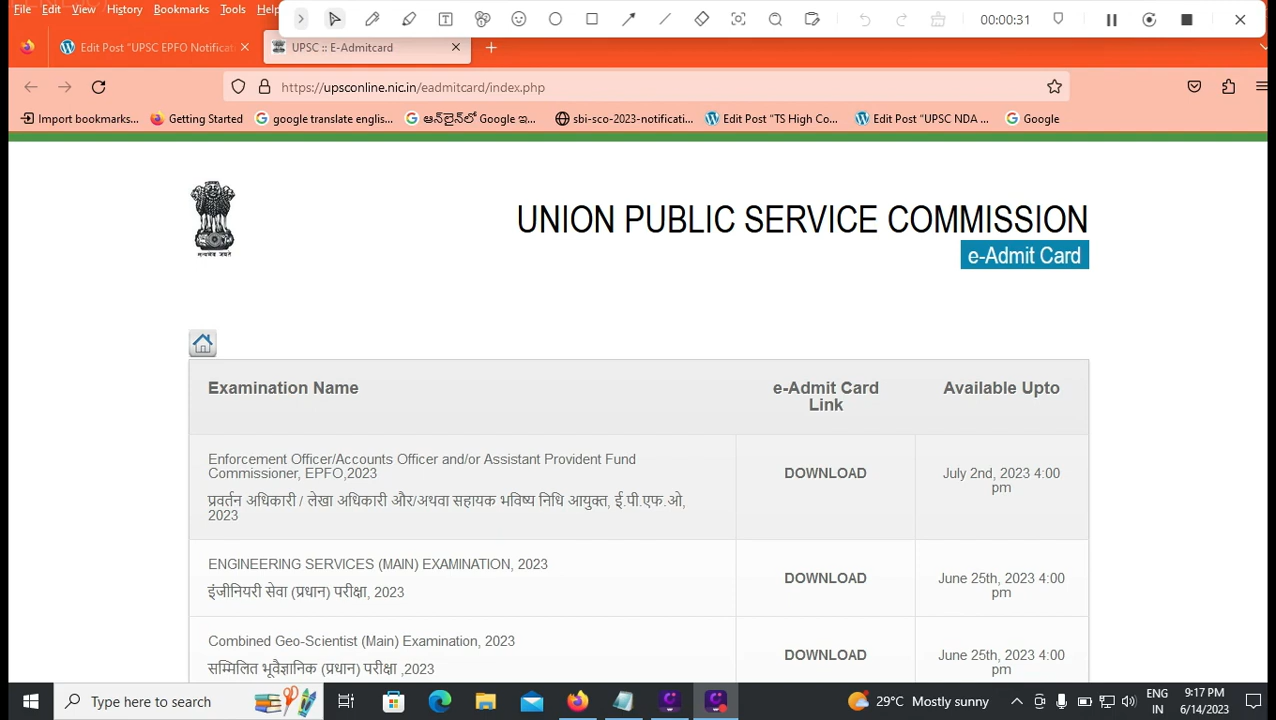 File Edit View History Bookmarks Tools Help
00:00:31
Edit Post "UPSC EPFO Notificat
UPSC :: E-Admitcard
https://upsconline.nic.in/eadmitcard/index.php
Import bookmarks... Getting Started google translate englis... ఆన్‌లైన్‌లో Google ఇ... sbi-sco-2023-notificati... Edit Post "TS High Co... Edit Post "UPSC NDA ... Google
सत्यमेव जयते
UNION PUBLIC SERVICE COMMISSION
e-Admit Card
Examination Name
e-Admit Card
Link
Available Upto
Enforcement Officer/Accounts Officer and/or Assistant Provident Fund
Commissioner, EPFO,2023
प्रवर्तन अधिकारी / लेखा अधिकारी और/अथवा सहायक भविष्य निधि आयुक्त, ई.पी.एफ.ओ,
2023
DOWNLOAD
July 2nd, 2023 4:00
pm
ENGINEERING SERVICES (MAIN) EXAMINATION, 2023
इंजीनियरी सेवा (प्रधान) परीक्षा, 2023
DOWNLOAD
June 25th, 2023 4:00
pm
Combined Geo-Scientist (Main) Examination, 2023
सम्मिलित भूवैज्ञानिक (प्रधान) परीक्षा ,2023
DOWNLOAD
June 25th, 2023 4:00
pm
Type here to search
29°C Mostly sunny
ENG
IN
9:17 PM
6/14/2023